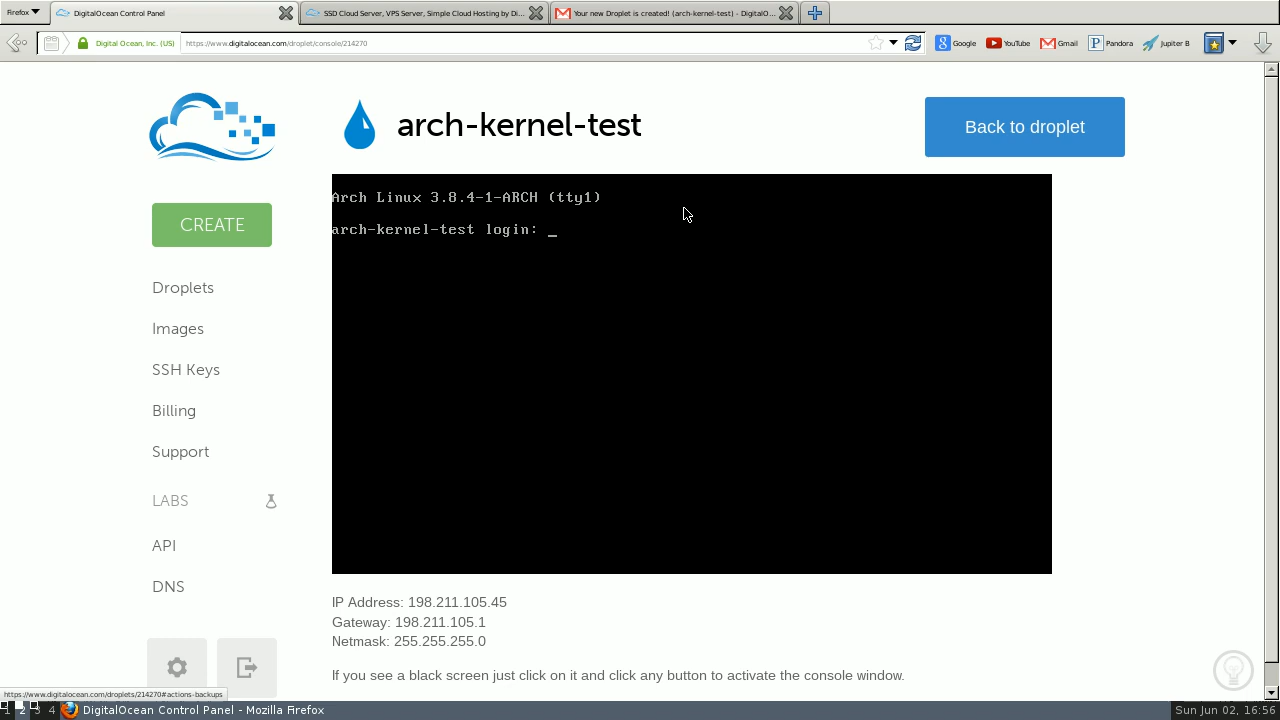 Firefox
DigitalOcean Control Panel
SSD Cloud Server, VPS Server, Simple Cloud Hosting by Di...
Your new Droplet is created! (arch-kernel-test) - DigitalO...
Digital Ocean, Inc. (US)
https://www.digitalocean.com/droplet/console/214270
Google
YouTube
Gmail
Pandora
Jupiter B
arch-kernel-test
Back to droplet
CREATE
Droplets
Images
SSH Keys
Billing
Support
LABS
API
DNS
Arch Linux 3.8.4-1-ARCH (tty1)
arch-kernel-test login: _
IP Address: 198.211.105.45
Gateway: 198.211.105.1
Netmask: 255.255.255.0
If you see a black screen just click on it and click any button to activate the console window.
https://www.digitalocean.com/droplets/214270#actions-backups
1 2 3 4 DigitalOcean Control Panel - Mozilla Firefox
Sun Jun 02, 16:56